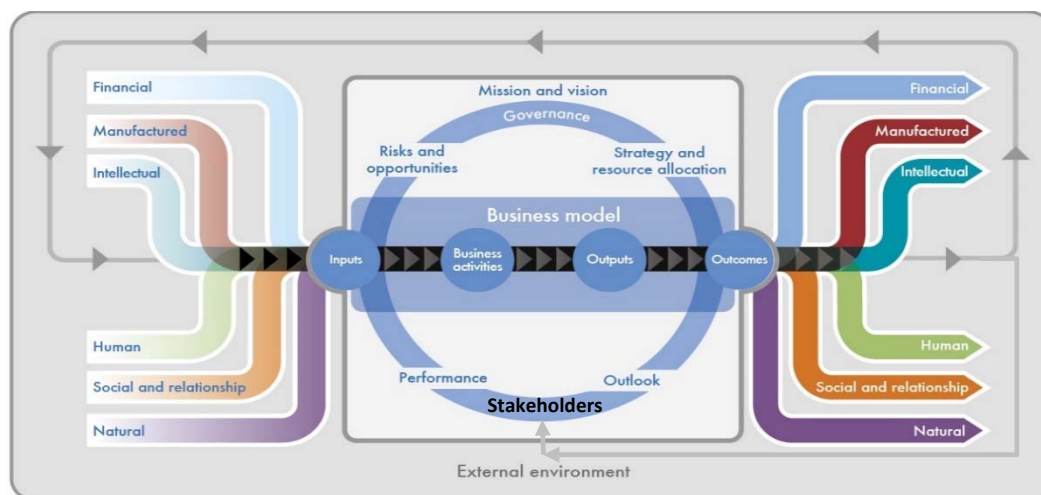 Financial
Manufactured
Intellectual
Human
Social and relationship
Natural
Mission and vision
Governance
Risks and
opportunities
Strategy and
resource allocation
Business model
Inputs
Business
activities
Outputs
Outcomes
Performance
Outlook
Stakeholders
Financial
Manufactured
Intellectual
Human
Social and relationship
Natural
External environment